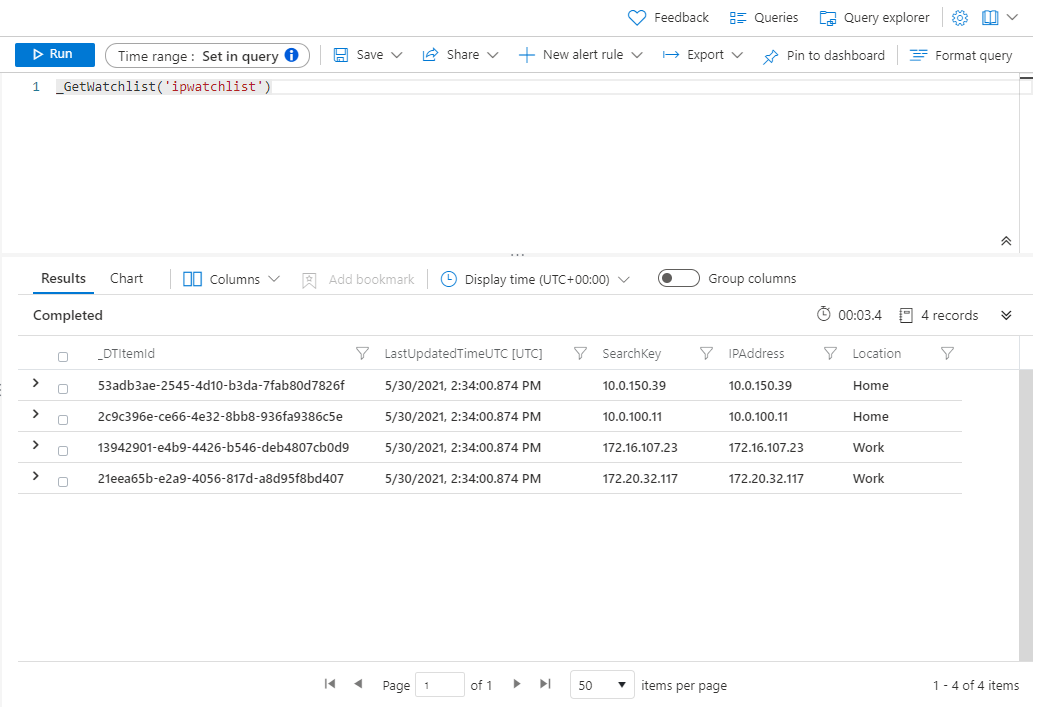 Feedback Queries Query explorer
Run Time range : Set in query Save Share New alert rule Export Pin to dashboard Format query
1 _GetWatchlist('ipwatchlist')
Results Chart Columns Add bookmark Display time (UTC+00:00) Group columns
Completed 00:03.4 4 records
_DTItemId LastUpdatedTimeUTC [UTC] SearchKey IPAddress Location
53adb3ae-2545-4d10-b3da-7fab80d7826f 5/30/2021, 2:34:00.874 PM 10.0.150.39 10.0.150.39 Home
2c9c396e-ce66-4e32-8bb8-936fa9386c5e 5/30/2021, 2:34:00.874 PM 10.0.100.11 10.0.100.11 Home
13942901-e4b9-4426-b546-deb4807cb0d9 5/30/2021, 2:34:00.874 PM 172.16.107.23 172.16.107.23 Work
21eea65b-e2a9-4056-817d-a8d95f8bd407 5/30/2021, 2:34:00.874 PM 172.20.32.117 172.20.32.117 Work
Page 1 of 1 50 items per page 1 - 4 of 4 items